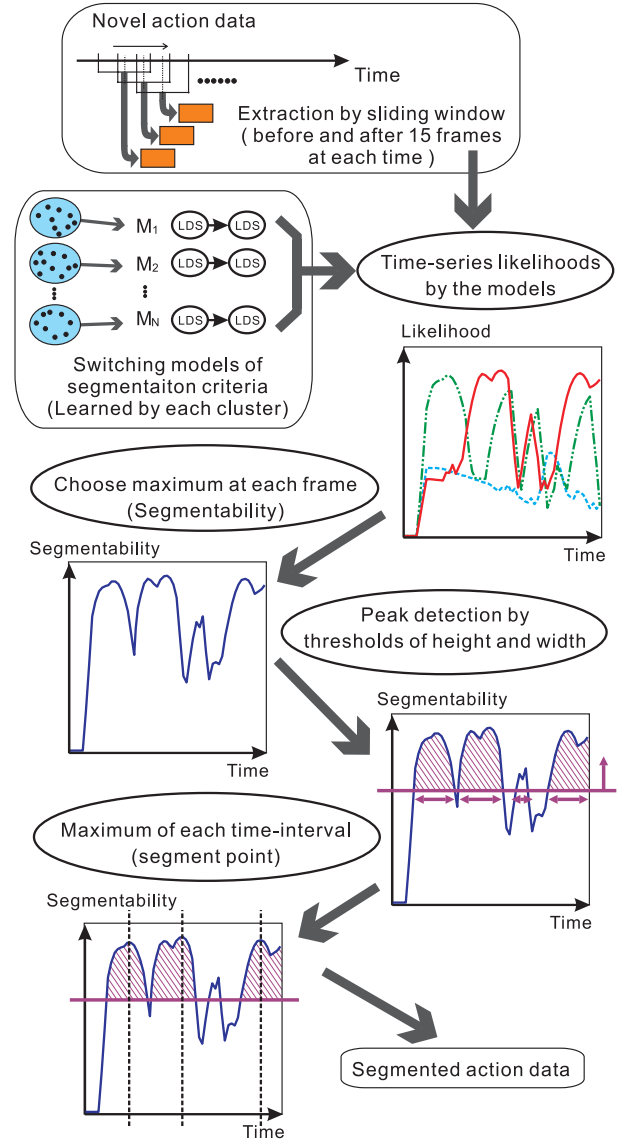 Novel action data
Time
Extraction by sliding window
( before and after 15 frames
at each time )
M1 LDS LDS
M2 LDS LDS
MN LDS LDS
Switching models of
segmentaiton criteria
(Learned by each cluster)
Time-series likelihoods
by the models
Likelihood
Time
Choose maximum at each frame
(Segmentability)
Segmentability
Time
Peak detection by
thresholds of height and width
Segmentability
Time
Maximum of each time-interval
(segment point)
Segmentability
Time
Segmented action data